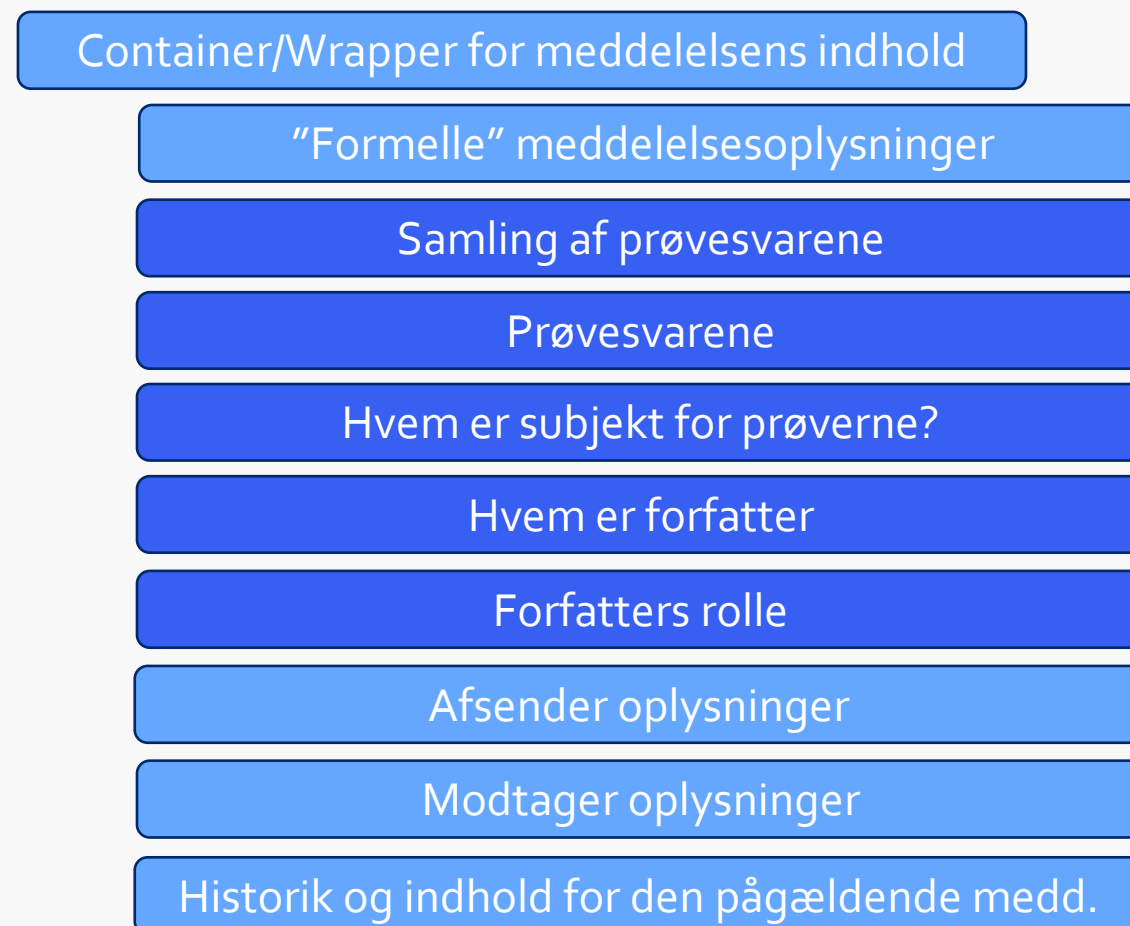 Container/Wrapper for meddelelsens indhold
”Formelle” meddelelsesoplysninger
Samling af prøvesvarene
Prøvesvarene
Hvem er subjekt for prøverne?
Hvem er forfatter
Forfatters rolle
Afsender oplysninger
Modtager oplysninger
Historik og indhold for den pågældende medd.